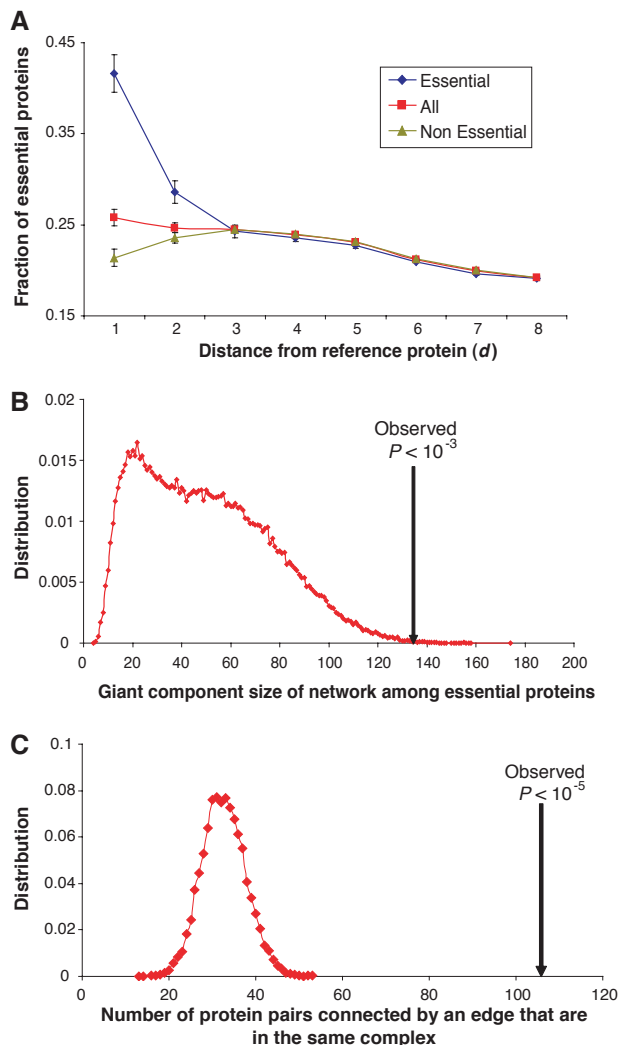 A
Fraction of essential proteins
0.45
0.35
0.25
0.15
Essential
All
Non Essential
1 2 3 4 5 6 7 8
Distance from reference protein (d)
B
Distribution
0.02
0.015
0.01
0.005
0
Observed
P < 10⁻³
0 20 40 60 80 100 120 140 160 180 200
Giant component size of network among essential proteins
C
Distribution
0.1
0.08
0.06
0.04
0.02
0
Observed
P < 10⁻⁵
0 20 40 60 80 100 120
Number of protein pairs connected by an edge that are
in the same complex